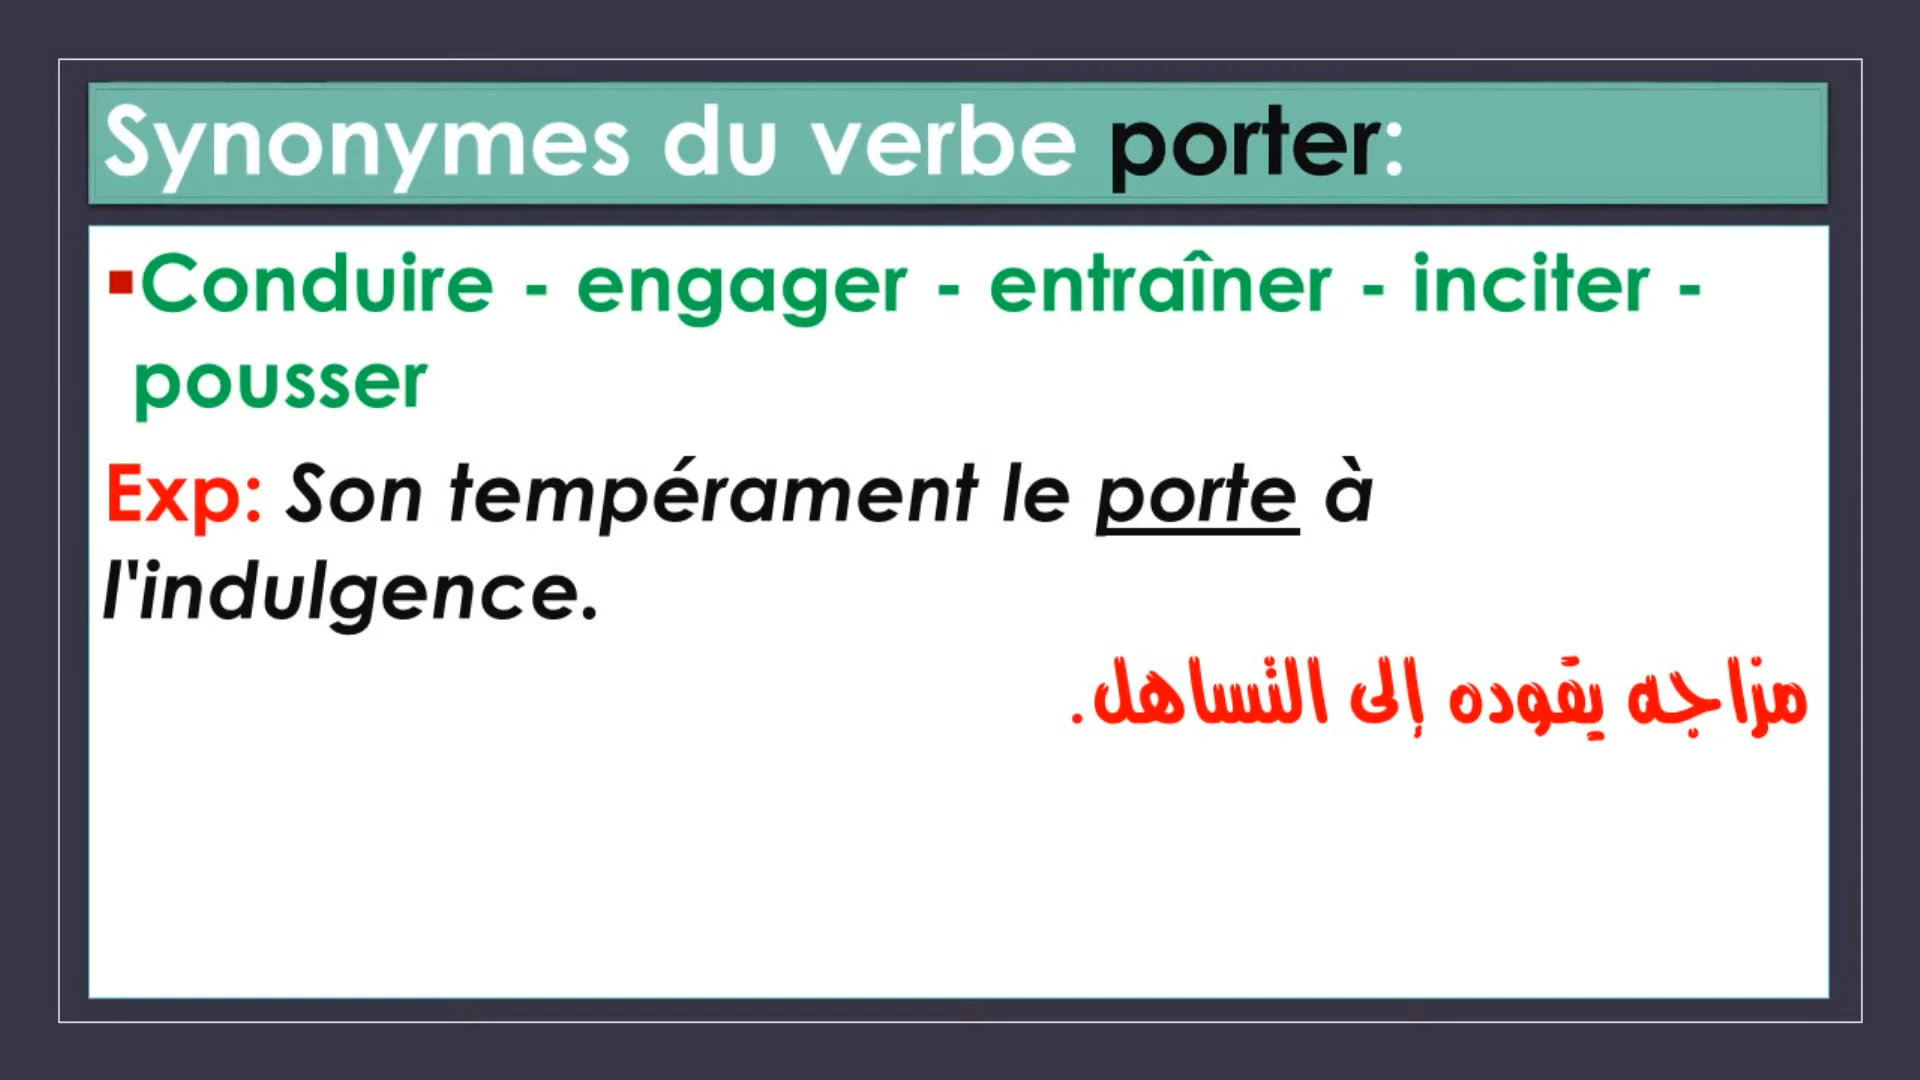 Synonymes du verbe porter:
▪Conduire - engager - entraîner - inciter -
pousser
Exp: Son tempérament le porte à
l'indulgence.
مزاجه يقوده إلى التساهل.